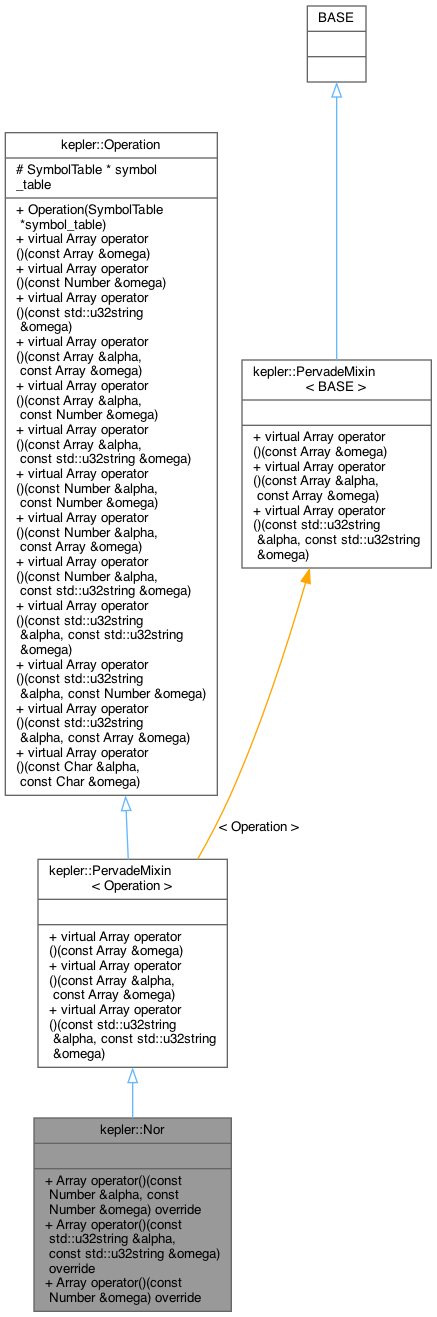 BASE
kepler::Operation
# SymbolTable * symbol
_table
+ Operation(SymbolTable
*symbol_table)
+ virtual Array operator
()(const Array &omega)
+ virtual Array operator
()(const Number &omega)
+ virtual Array operator
()(const std::u32string
&omega)
+ virtual Array operator
()(const Array &alpha,
const Array &omega)
+ virtual Array operator
()(const Array &alpha,
const Number &omega)
+ virtual Array operator
()(const Array &alpha,
const std::u32string &omega)
+ virtual Array operator
()(const Number &alpha,
const Number &omega)
+ virtual Array operator
()(const Number &alpha,
const Array &omega)
+ virtual Array operator
()(const Number &alpha,
const std::u32string &omega)
+ virtual Array operator
()(const std::u32string
&alpha, const std::u32string
&omega)
+ virtual Array operator
()(const std::u32string
&alpha, const Number &omega)
+ virtual Array operator
()(const std::u32string
&alpha, const Array &omega)
+ virtual Array operator
()(const Char &alpha,
const Char &omega)
kepler::PervadeMixin
< BASE >
+ virtual Array operator
()(const Array &omega)
+ virtual Array operator
()(const Array &alpha,
const Array &omega)
+ virtual Array operator
()(const std::u32string
&alpha, const std::u32string
&omega)
< Operation >
kepler::PervadeMixin
< Operation >
+ virtual Array operator
()(const Array &omega)
+ virtual Array operator
()(const Array &alpha,
const Array &omega)
+ virtual Array operator
()(const std::u32string
&alpha, const std::u32string
&omega)
kepler::Nor
+ Array operator()(const
Number &alpha, const
Number &omega) override
+ Array operator()(const
std::u32string &alpha,
const std::u32string &omega)
override
+ Array operator()(const
Number &omega) override